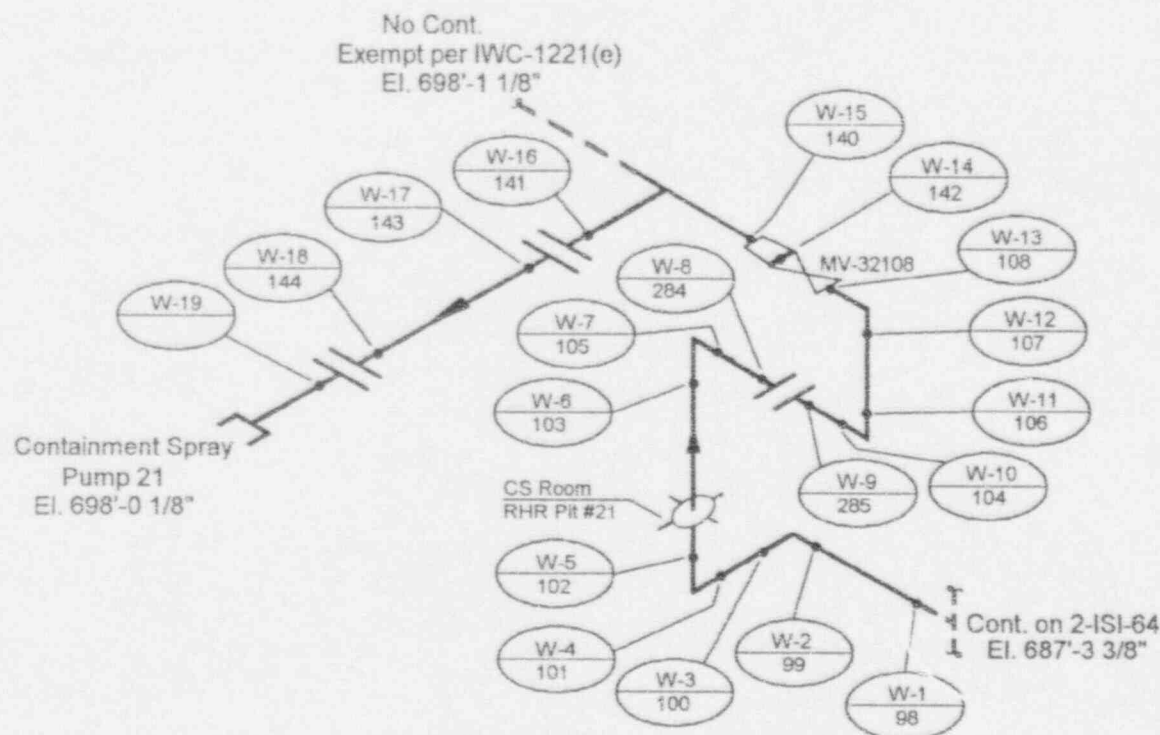 No Cont.
Exempt per IWC-1221(e)
El. 698'-1 1/8"
W-15
140
W-16
141
W-14
142
W-17
143
W-13
108
W-18
144
W-8
284
MV-32108
W-19
W-7
105
W-12
107
W-6
103
W-11
106
Containment Spray
Pump 21
El. 698'-0 1/8"
W-10
104
W-9
285
CS Room
RHR Pit #21
W-5
102
W-4
101
W-3
100
W-2
99
W-1
98
Cont. on 2-ISI-64
El. 687'-3 3/8"